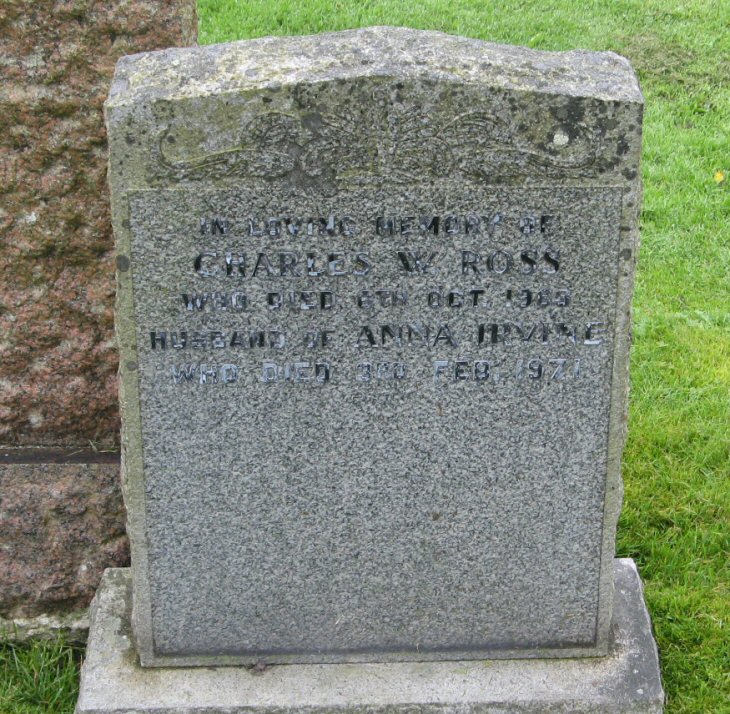 IN LOVING MEMORY OF
CHARLES W. ROSS
WHO DIED 6TH OCT. 1965
HUSBAND OF ANNA IRVINE
WHO DIED 3RD FEB. 1971